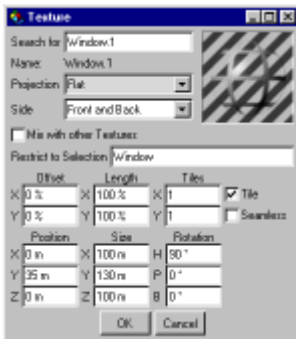 Texture
Search for Window.1
Name: Window.1
Projection Flat
Side Front and Back
Mix with other Textures
Restrict to Selection Window
Offset Length Tiles
X 0 % X 100 % X 1 Tile
Y 0 % Y 100 % Y 1 Seamless
Position Size Rotation
X 0 m X 100 m H 90 °
Y 35 m Y 130 m P 0 °
Z 0 m Z 100 m B 0 °
OK Cancel